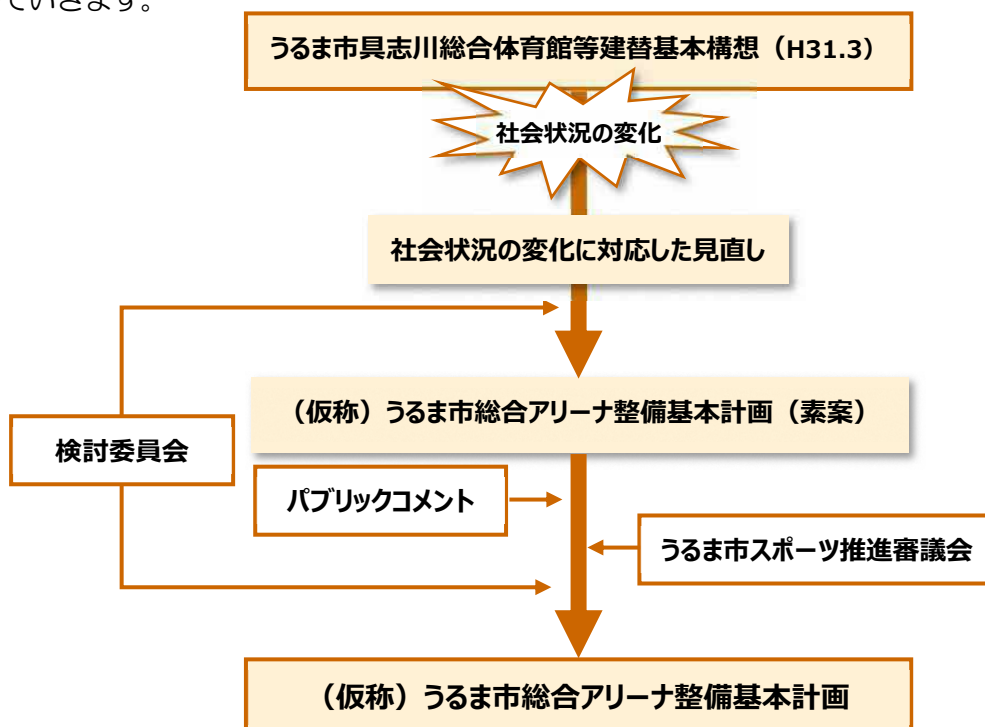 ていきます。
うるま市具志川総合体育館等建替基本構想（H31.3）
社会状況の変化
社会状況の変化に対応した見直し
（仮称）うるま市総合アリーナ整備基本計画（素案）
検討委員会
パブリックコメント
うるま市スポーツ推進審議会
（仮称）うるま市総合アリーナ整備基本計画